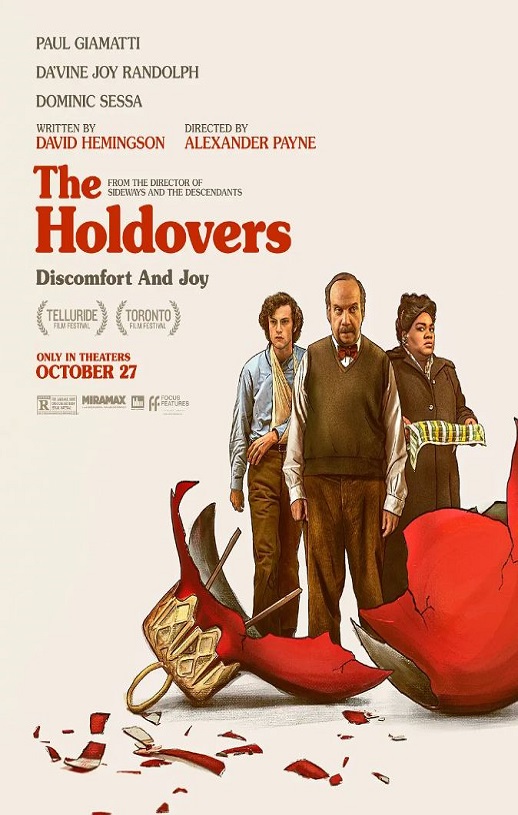 PAUL GIAMATTI
DA'VINE JOY RANDOLPH
DOMINIC SESSA
WRITTEN BY
DAVID HEMINGSON
DIRECTED BY
ALEXANDER PAYNE
The
FROM THE DIRECTOR OF
SIDEWAYS AND THE DESCENDANTS
Holdovers
Discomfort And Joy
TELLURIDE
FILM FESTIVAL
TORONTO
FILM FESTIVAL
ONLY IN THEATERS
OCTOBER 27
R
MIRAMAX
FOCUS
FEATURES